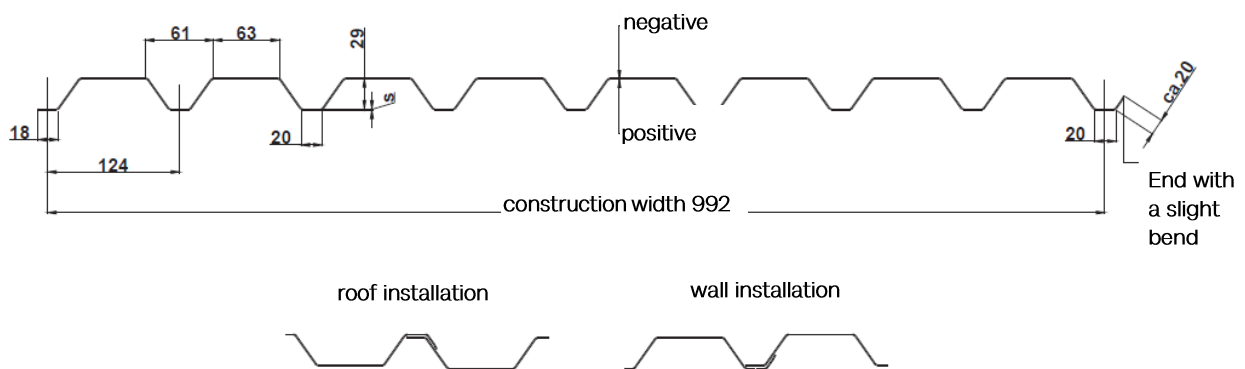 negative
61
63
29
s
ca.20
18
20
positive
20
124
End with
a slight
bend
construction width 992
roof installation
wall installation